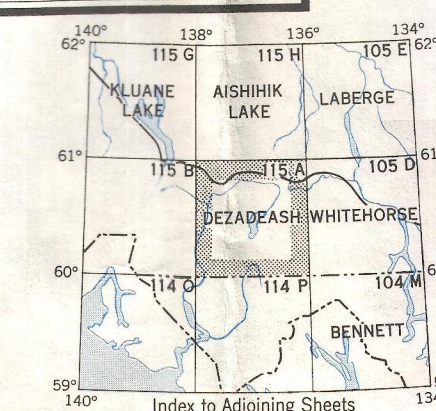 140° 138° 136° 134°
62° 115 G 115 H 105 E 62°
KLUANE LAKE
AISHIHIK LAKE
LABERGE
61° 115 B 115 A 105 D 61°
DEZADEASH WHITEHORSE
60° 114 O 114 P 104 M 6
BENNETT
59°
140° Index to Adjoining Sheets 134